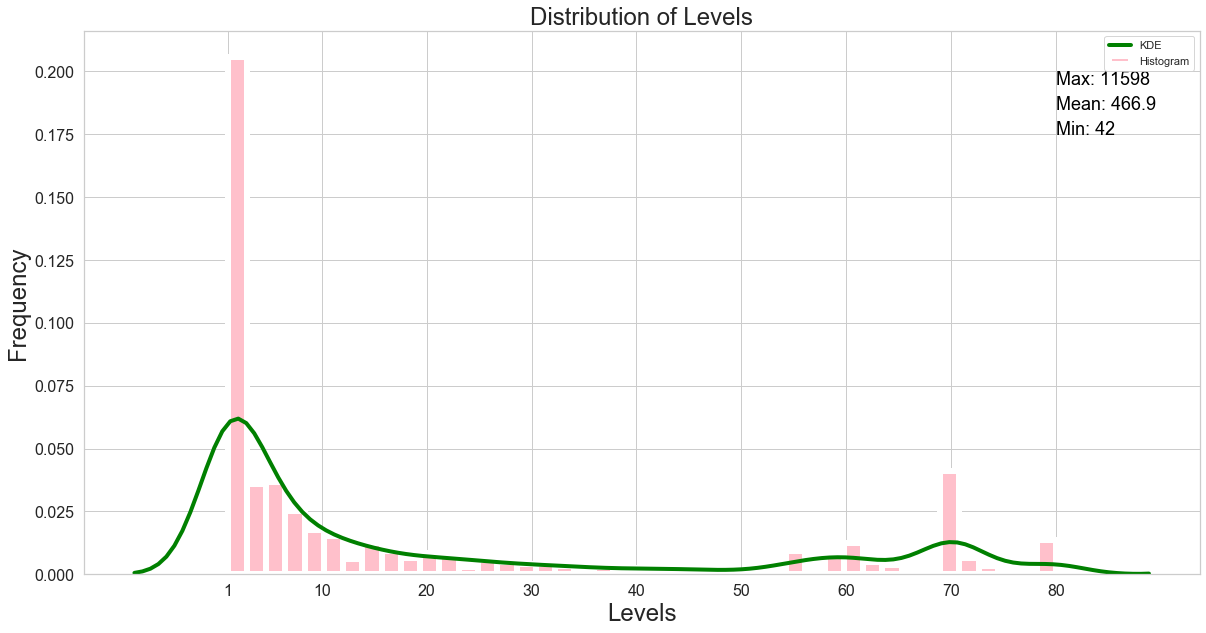 Distribution of Levels
KDE
Histogram
Max: 11598
Mean: 466.9
Min: 42
Frequency
0.200
0.175
0.150
0.125
0.100
0.075
0.050
0.025
0.000
1 10 20 30 40 50 60 70 80
Levels